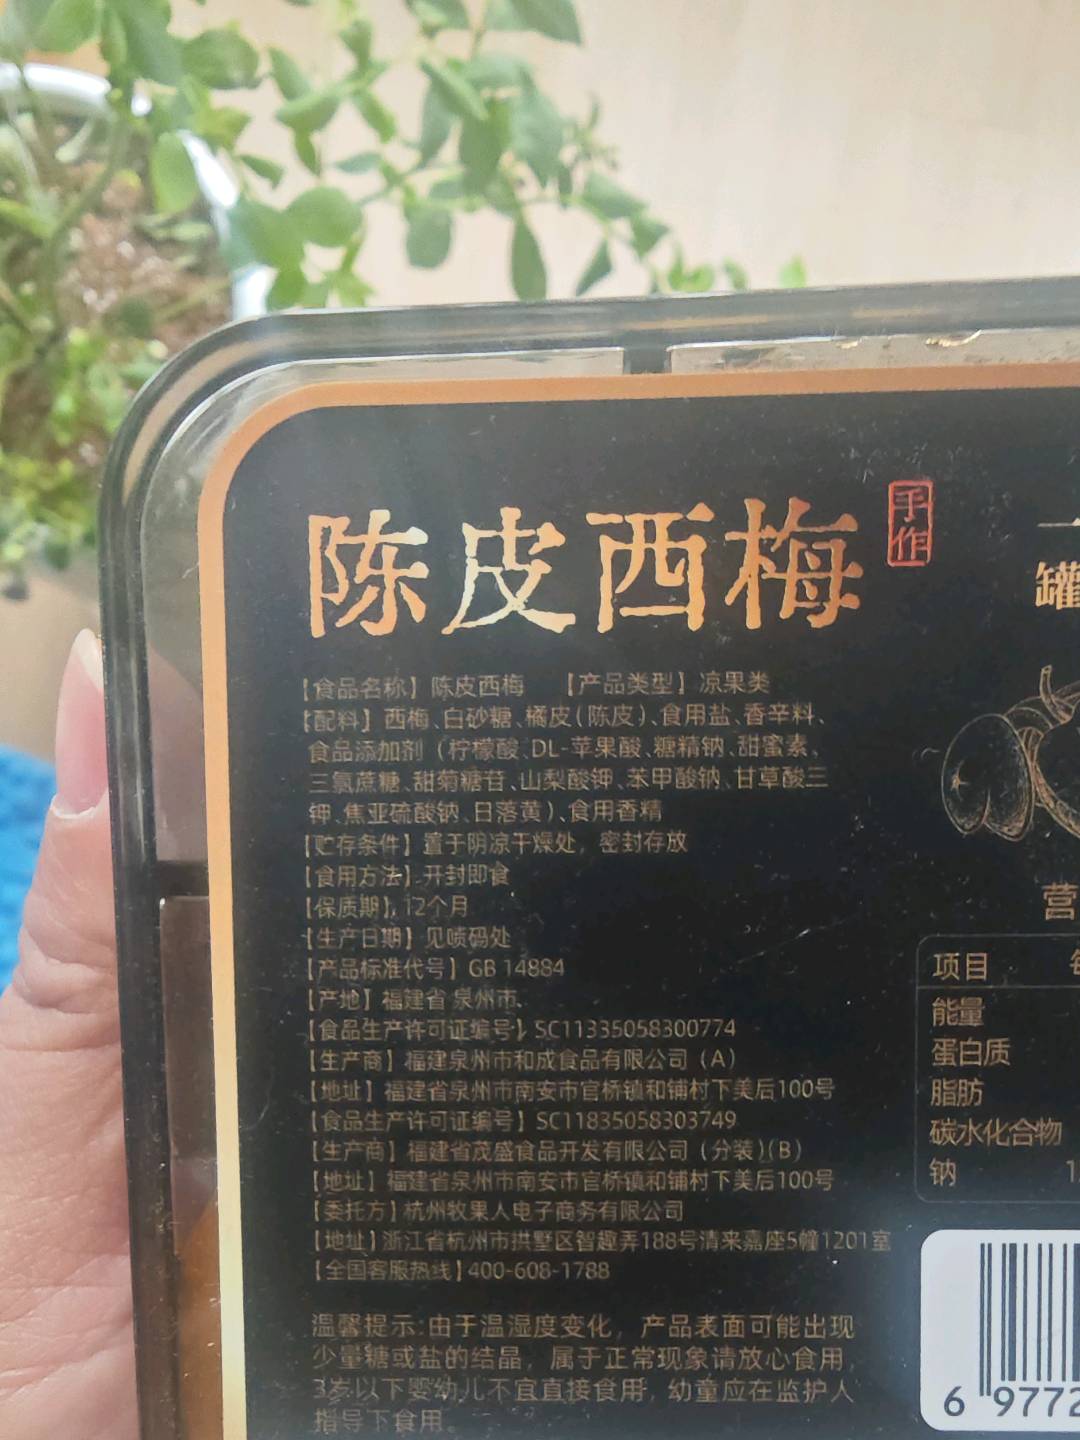 陈皮西梅
手作
罐
【食品名称】陈皮西梅 【产品类型】凉果类
【配料】西梅、白砂糖、橘皮(陈皮)、食用盐、香辛料、
食品添加剂（柠檬酸、DL-苹果酸、糖精钠、甜蜜素、
三氯蔗糖、甜菊糖苷、山梨酸钾、苯甲酸钠、甘草酸三
钾、焦亚硫酸钠、日落黄)、食用香精
【贮存条件】置于阴凉干燥处，密封存放
【食用方法】开封即食
【保质期】12个月
【生产日期】见喷码处
【产品标准代号】GB 14884
【产地】福建省 泉州市
【食品生产许可证编号】SC11335058300774
【生产商】福建泉州市和成食品有限公司（A）
【地址】福建省泉州市南安市官桥镇和铺村下美后100号
【食品生产许可证编号】SC11835058303749
【生产商】福建省茂盛食品开发有限公司（分装)(B）
【地址】福建省泉州市南安市官桥镇和铺村下美后100号
【委托方】杭州牧果人电子商务有限公司
【地址】浙江省杭州市拱墅区智趣弄188号清来嘉座5幢1201室
【全国客服热线】400-608-1788
温馨提示:由于温湿度变化，产品表面可能出现
少量糖或盐的结晶，属于正常现象请放心食用，
3岁以下婴幼儿不宜直接食用，幼童应在监护人
指导下食用。
营
项目
能量
蛋白质
脂肪
碳水化合物
钠 1
6 9772